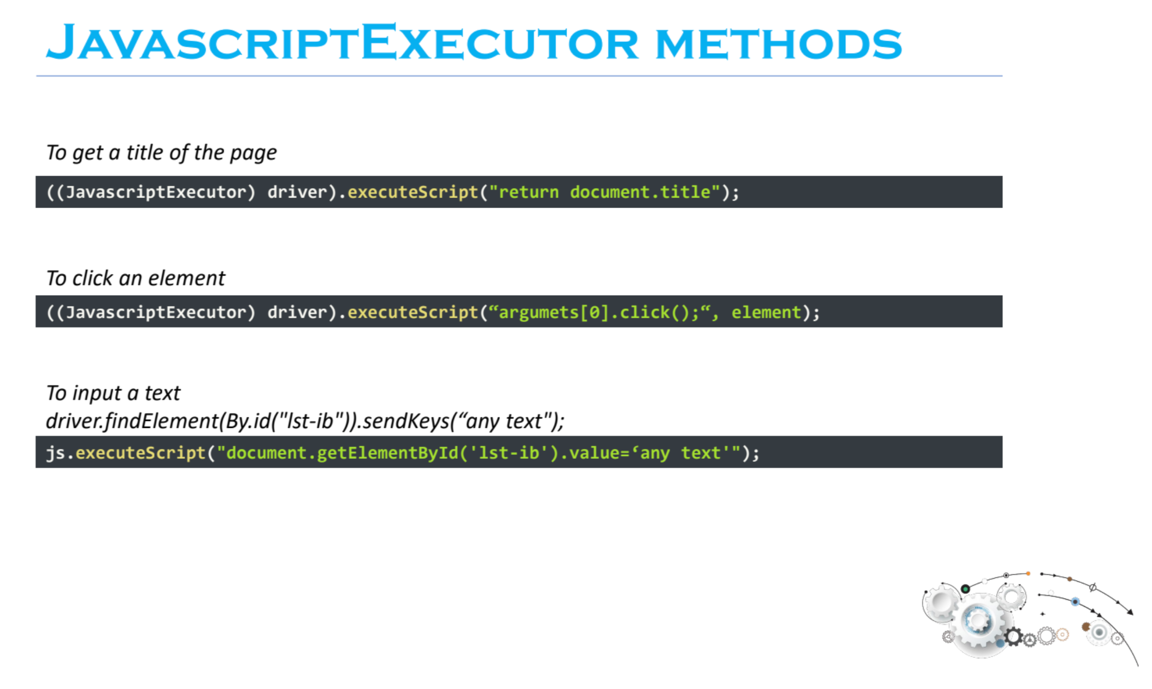 JavascriptExecutor methods
To get a title of the page
((JavascriptExecutor) driver).executeScript("return document.title");
To click an element
((JavascriptExecutor) driver).executeScript(“argumets[0].click();“, element);
To input a text
driver.findElement(By.id("lst-ib")).sendKeys(“any text");
js.executeScript("document.getElementById('lst-ib').value=‘any text'");